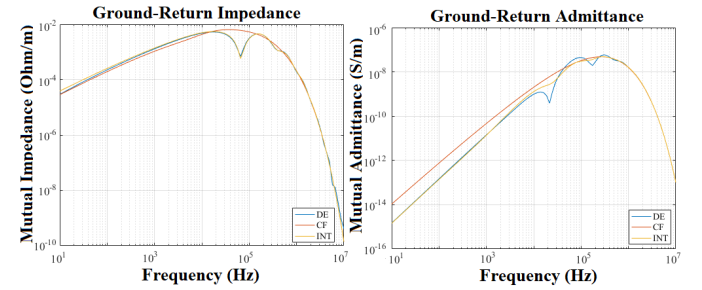 Ground-Return Impedance
Mutual Impedance (Ohm/m)
10^-2
10^-4
10^-6
10^-8
10^-10
10^1
10^3
10^5
10^7
Frequency (Hz)
DE
CF
INT
Ground-Return Admittance
Mutual Admittance (S/m)
10^-8
10^-10
10^-12
10^-14
10^-16
10^1
10^3
10^5
10^7
Frequency (Hz)
DE
CF
INT